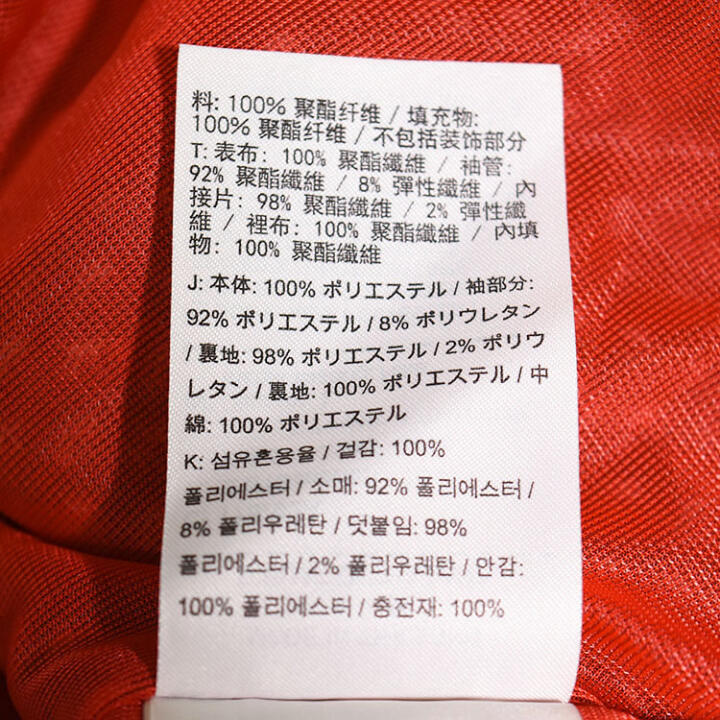 料: 100% 聚酯纤维 / 填充物:
100% 聚酯纤维 / 不包括装饰部分
T: 表布: 100% 聚酯纖維 / 袖管:
92% 聚酯纖維 / 8% 彈性纖維 / 內
接片: 98% 聚酯纖維 / 2% 彈性纖
維 / 裡布: 100% 聚酯纖維 / 內填
物: 100% 聚酯纖維
J: 本体: 100% ポリエステル / 袖部分:
92% ポリエステル / 8% ポリウレタン
/ 裏地: 98% ポリエステル / 2% ポリウ
レタン / 裏地: 100% ポリエステル / 中
綿: 100% ポリエステル
K: 섬유혼용율 / 겉감: 100%
폴리에스터 / 소매: 92% 폴리에스터 /
8% 폴리우레탄 / 덧붙임: 98%
폴리에스터 / 2% 폴리우레탄 / 안감:
100% 폴리에스터 / 충전재: 100%